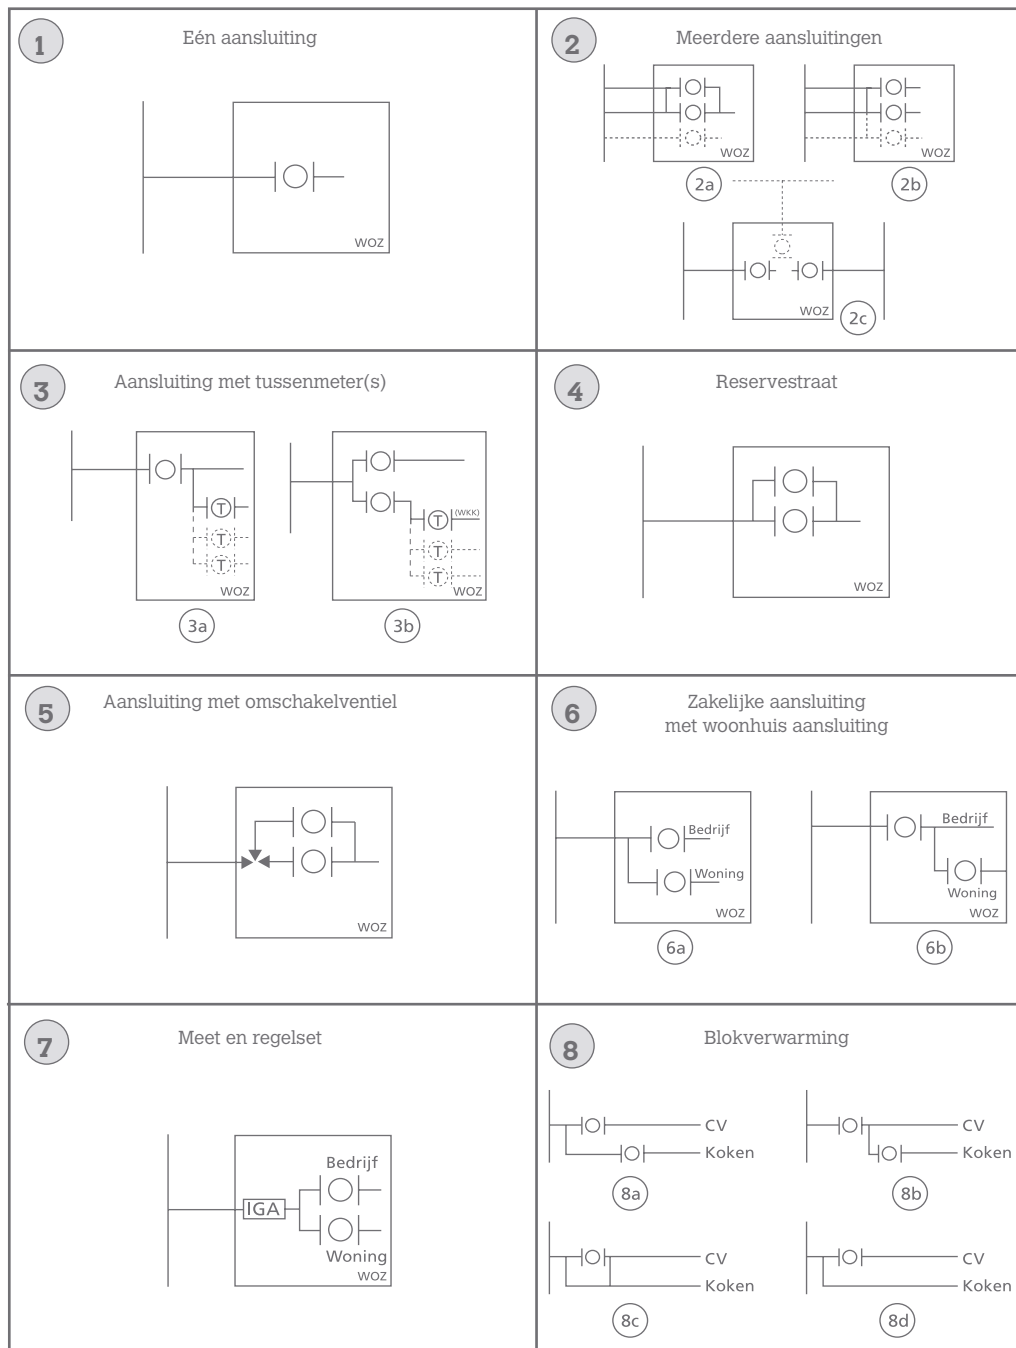 1
Eén aansluiting
WOZ
2
Meerdere aansluitingen
WOZ
2a
WOZ
2b
WOZ
2c
3
Aansluiting met tussenmeter(s)
T
T
T
WOZ
3a
T
(WKK)
T
T
WOZ
3b
4
Reservestraat
WOZ
5
Aansluiting met omschakelventiel
WOZ
6
Zakelijke aansluiting
met woonhuis aansluiting
Bedrijf
Woning
WOZ
6a
Bedrijf
Woning
WOZ
6b
7
Meet en regelset
Bedrijf
IGA
Woning
WOZ
8
Blokverwarming
CV
Koken
8a
CV
Koken
8b
CV
Koken
8c
CV
Koken
8d